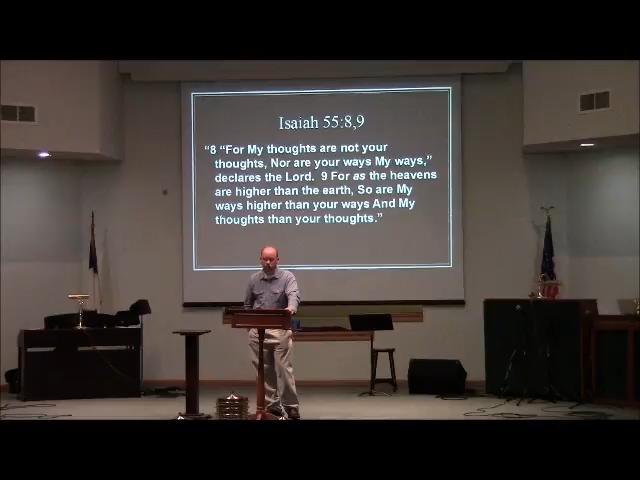 Isaiah 55:8,9
“8 “For My thoughts are not your
thoughts, Nor are your ways My ways,”
declares the Lord.  9 For as the heavens
are higher than the earth, So are My
ways higher than your ways And My
thoughts than your thoughts.”